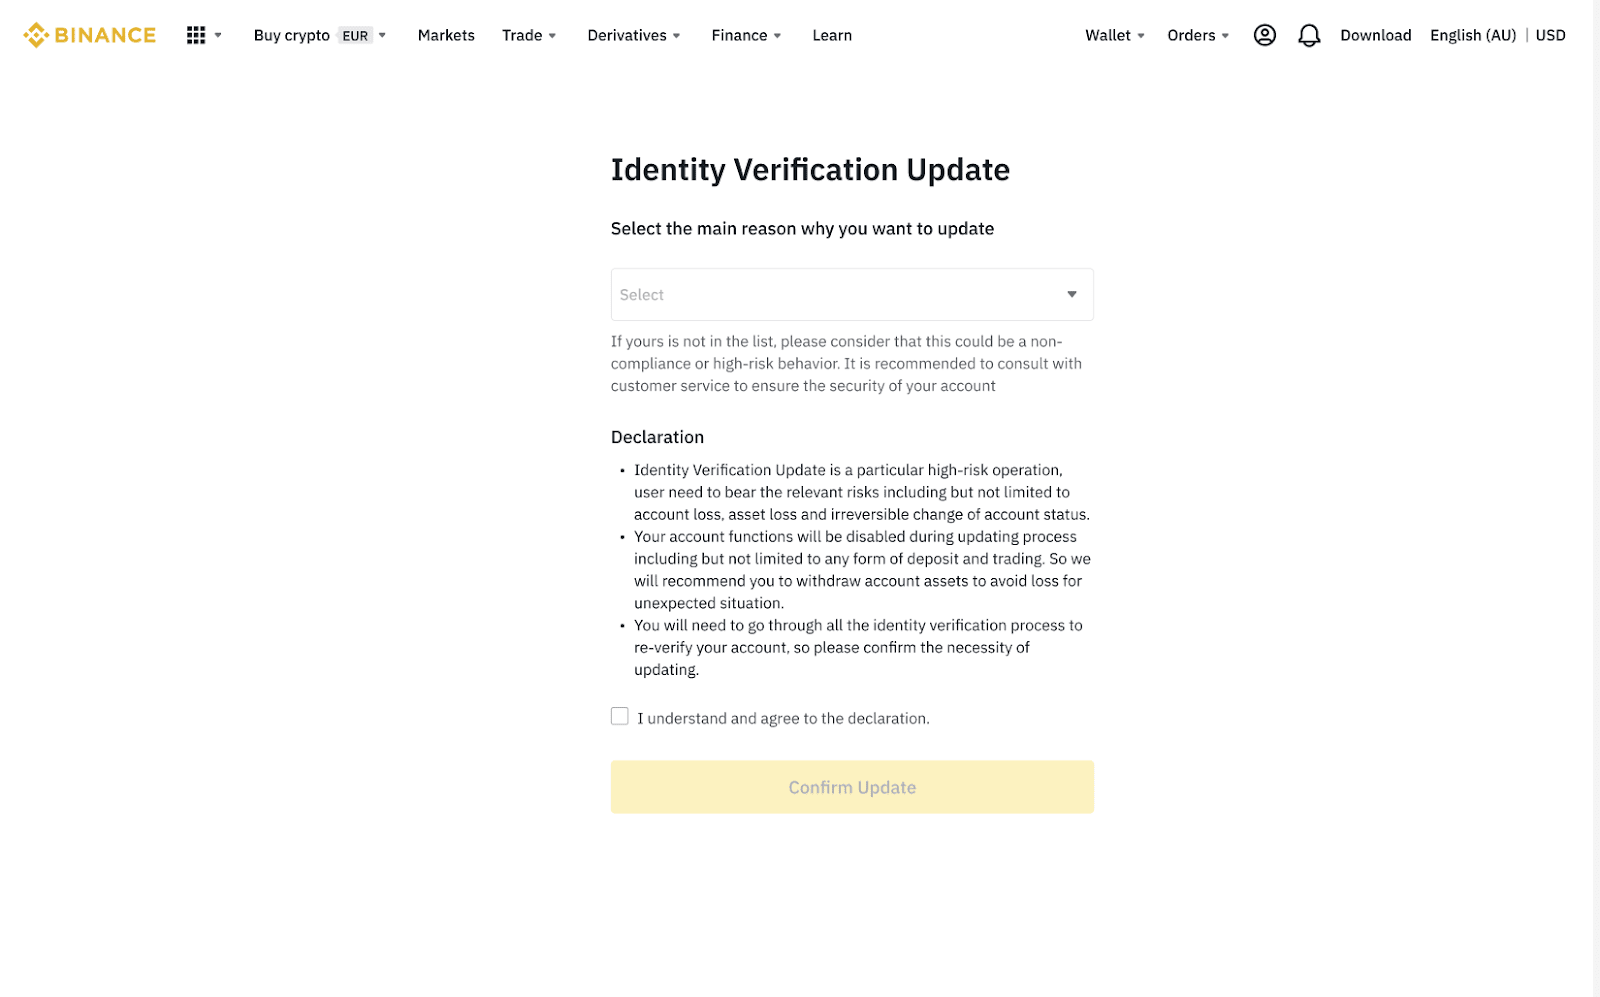 BINANCE
Buy crypto EUR
Markets
Trade
Derivatives
Finance
Learn
Wallet
Orders
Download
English (AU) | USD
Identity Verification Update
Select the main reason why you want to update
Select
If yours is not in the list, please consider that this could be a non-
compliance or high-risk behavior. It is recommended to consult with
customer service to ensure the security of your account
Declaration
• Identity Verification Update is a particular high-risk operation,
user need to bear the relevant risks including but not limited to
account loss, asset loss and irreversible change of account status.
• Your account functions will be disabled during updating process
including but not limited to any form of deposit and trading. So we
will recommend you to withdraw account assets to avoid loss for
unexpected situation.
• You will need to go through all the identity verification process to
re-verify your account, so please confirm the necessity of
updating.
I understand and agree to the declaration.
Confirm Update